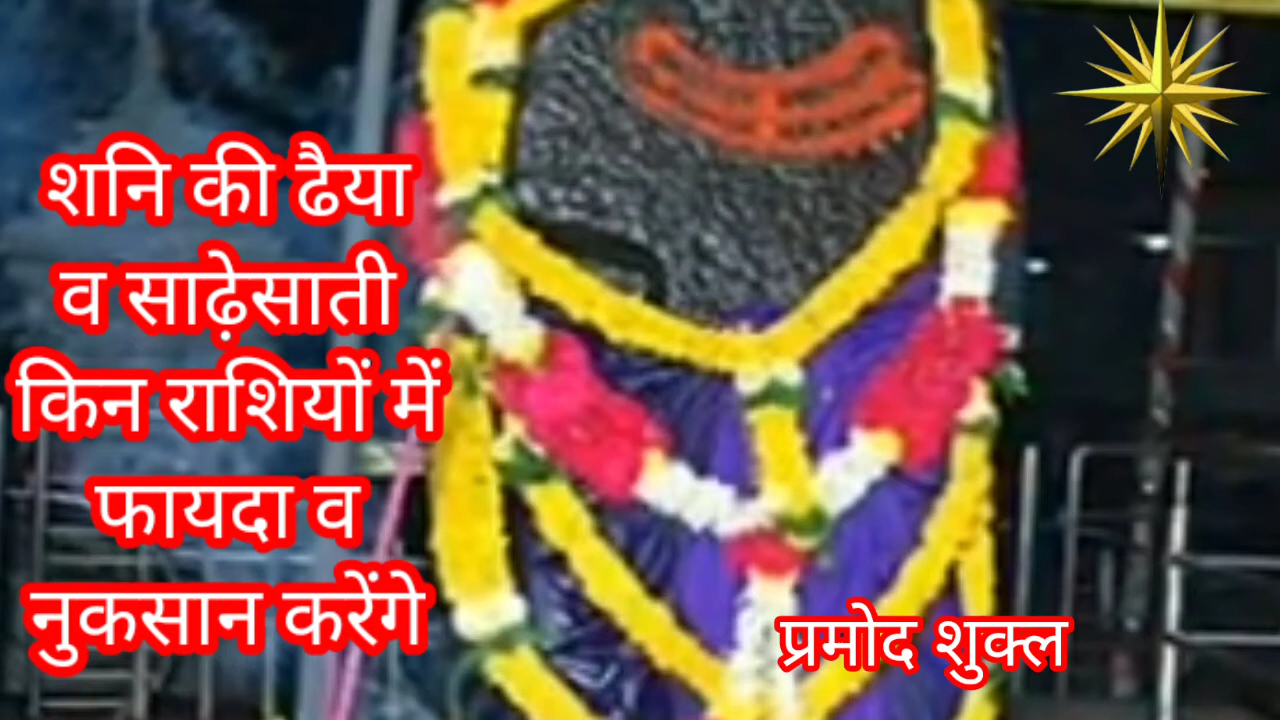 शनि की ढैया
व साढ़ेसाती
किन राशियों में
फायदा व
नुकसान करेंगे
प्रमोद शुक्ल